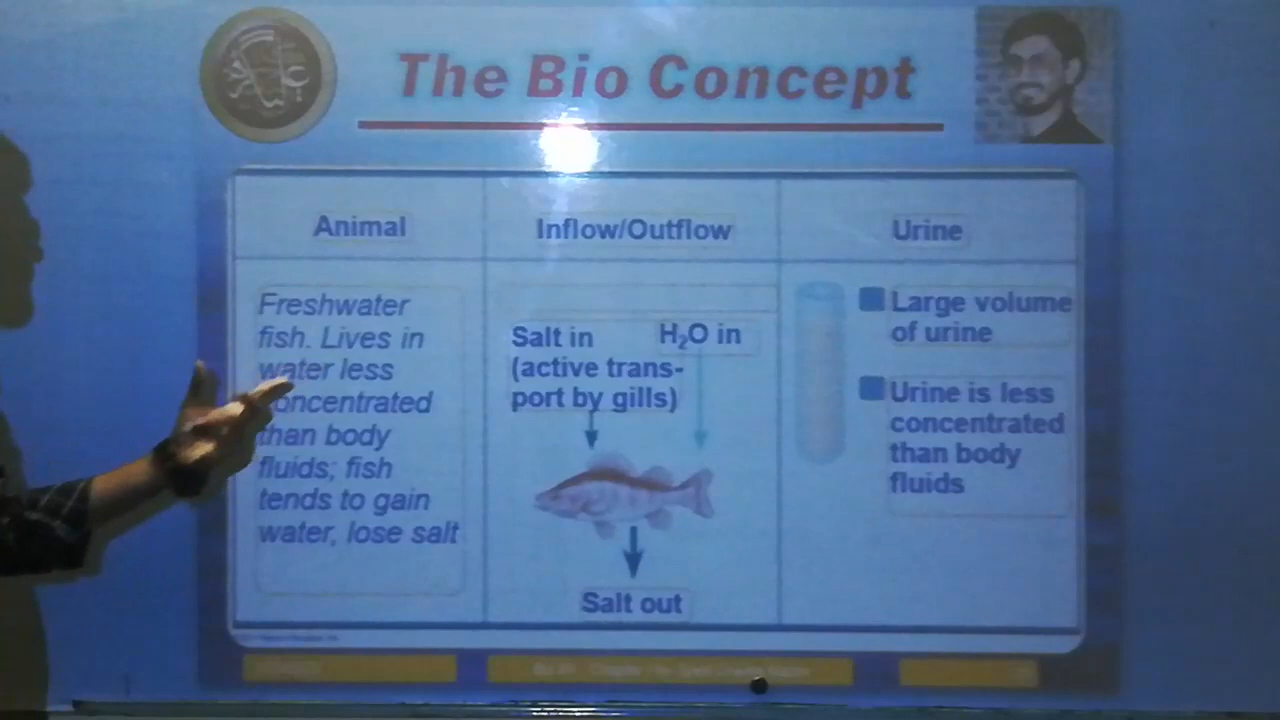 The Bio Concept
Animal
Inflow/Outflow
Urine
Freshwater
fish. Lives in
water less
concentrated
than body
fluids; fish
tends to gain
water, lose salt
Salt in
(active trans-
port by gills)
H₂O in
Salt out
Large volume
of urine
Urine is less
concentrated
than body
fluids